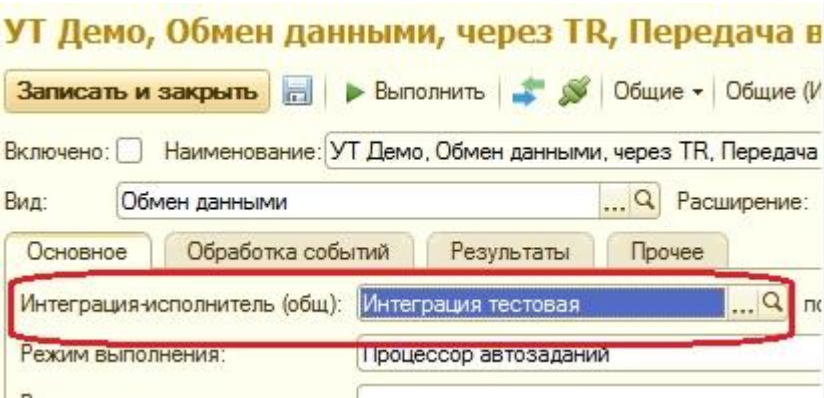 УТ Демо, Обмен данными, через TR, Передача в
Записать и закрыть Выполнить Общие Общие (И
Включено: Наименование: УТ Демо, Обмен данными, через TR, Передача
Вид: Обмен данными ... Расширение:
Основное Обработка событий Результаты Прочее
Интеграция-исполнитель (общ): Интеграция тестовая ... по
Режим выполнения: Процессор автозаданий